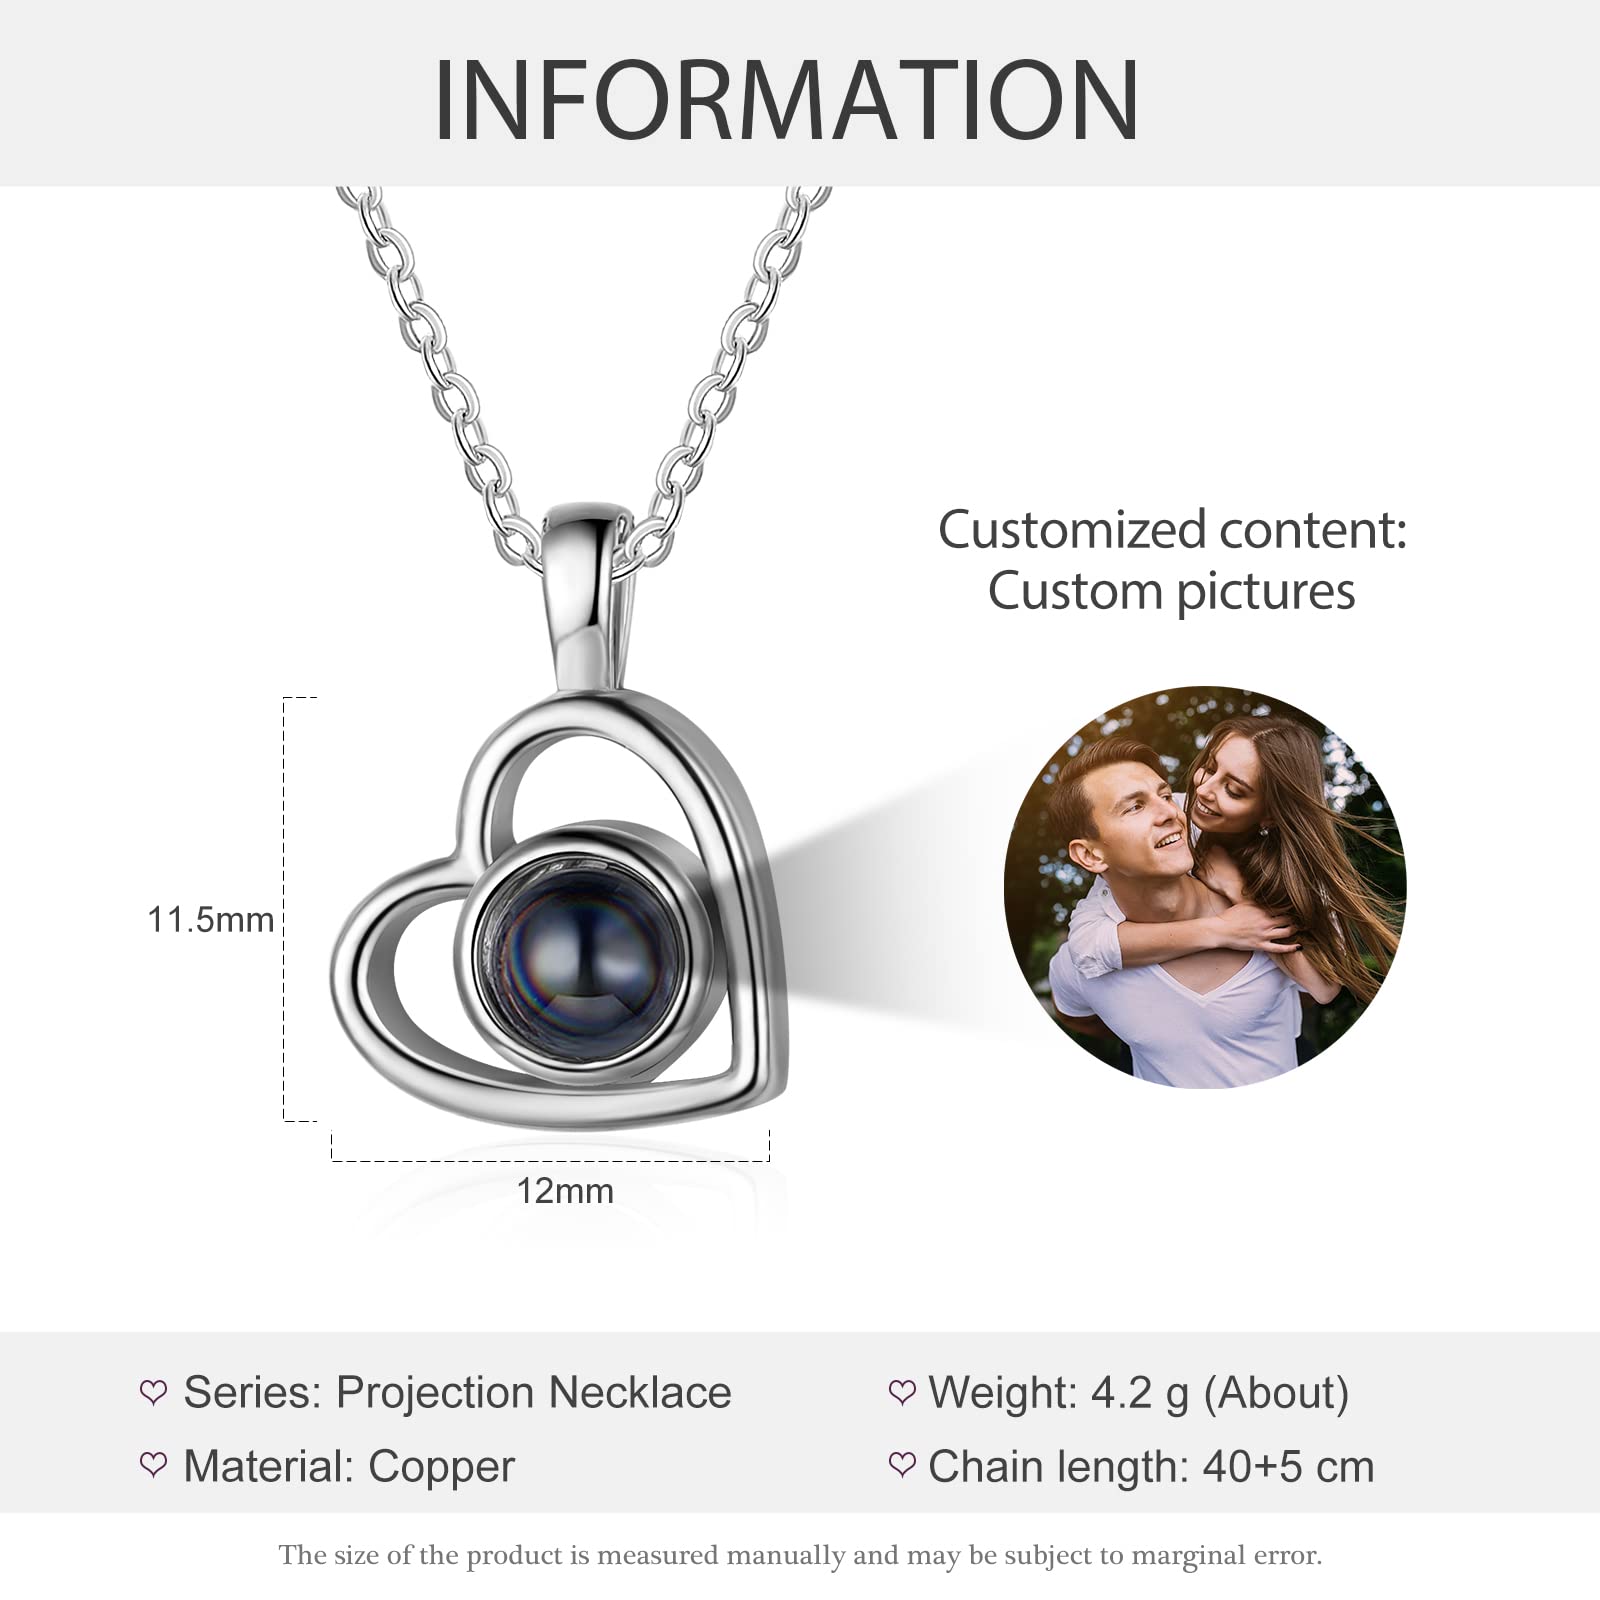 INFORMATION
Customized content:
Custom pictures
11.5mm
12mm
Series: Projection Necklace
Weight: 4.2 g (About)
Material: Copper
Chain length: 40+5 cm
The size of the product is measured manually and may be subject to marginal error.